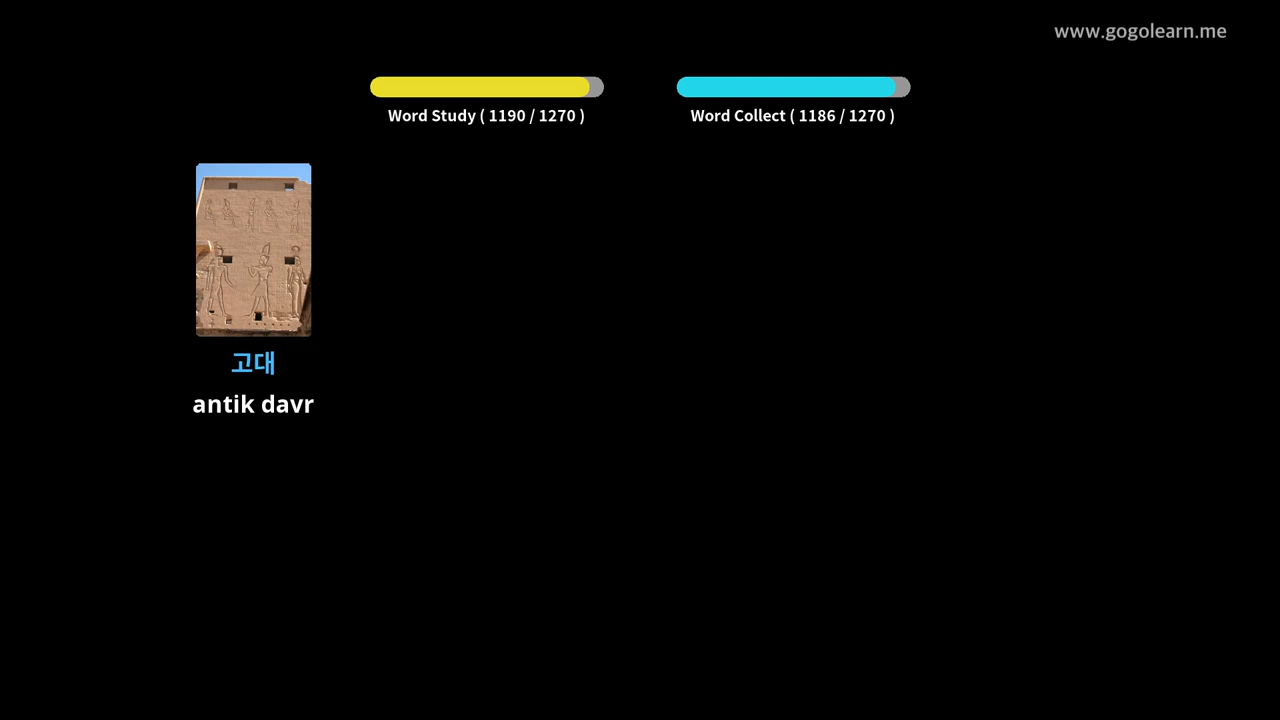 www.gogolearn.me
Word Study ( 1190 / 1270 )
Word Collect ( 1186 / 1270 )
고대
antik davr